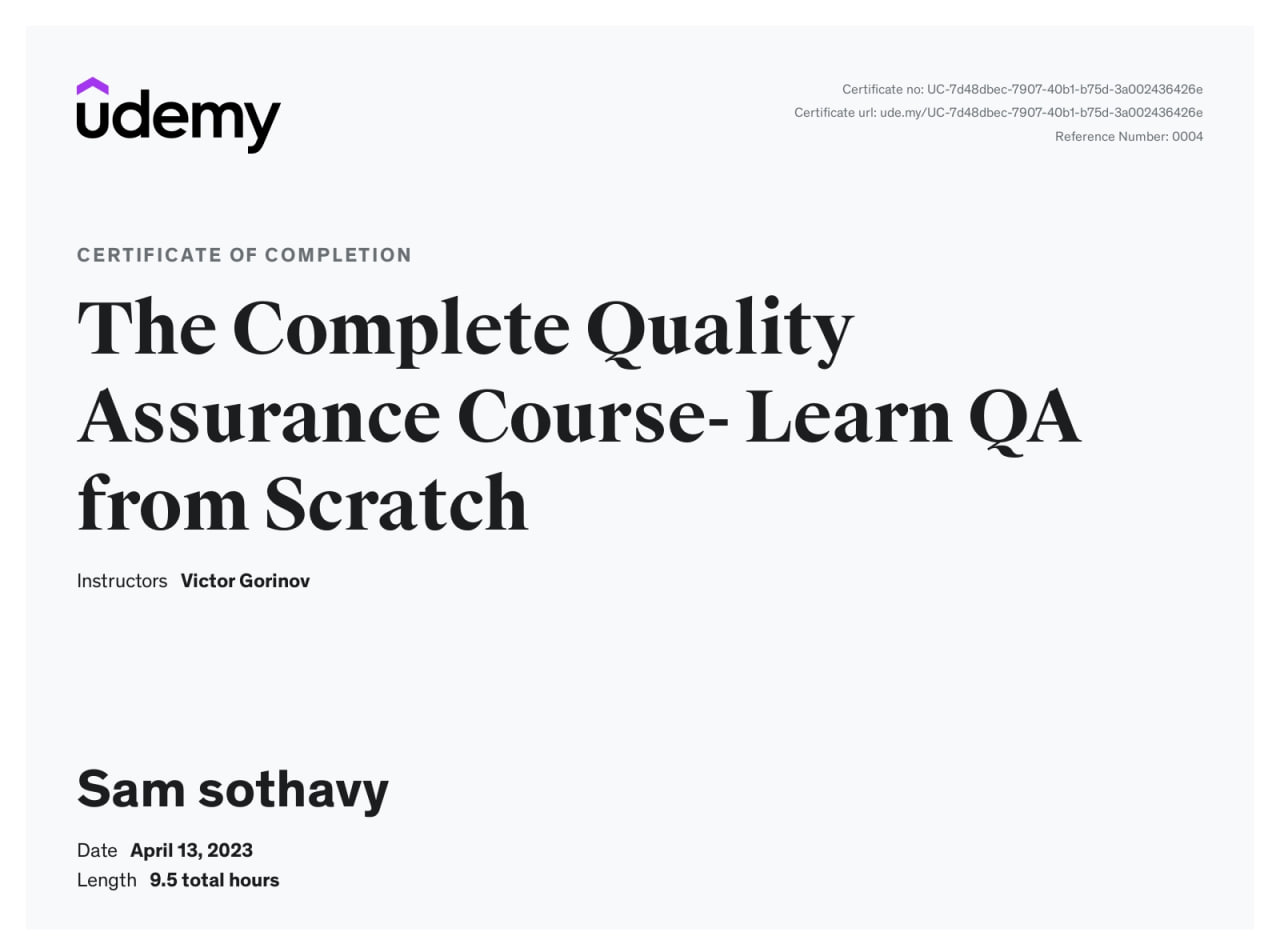 udemy
Certificate no: UC-7d48dbec-7907-40b1-b75d-3a002436426e
Certificate url: ude.my/UC-7d48dbec-7907-40b1-b75d-3a002436426e
Reference Number: 0004
CERTIFICATE OF COMPLETION
The Complete Quality
Assurance Course- Learn QA
from Scratch
Instructors Victor Gorinov
Sam sothavy
Date April 13, 2023
Length 9.5 total hours